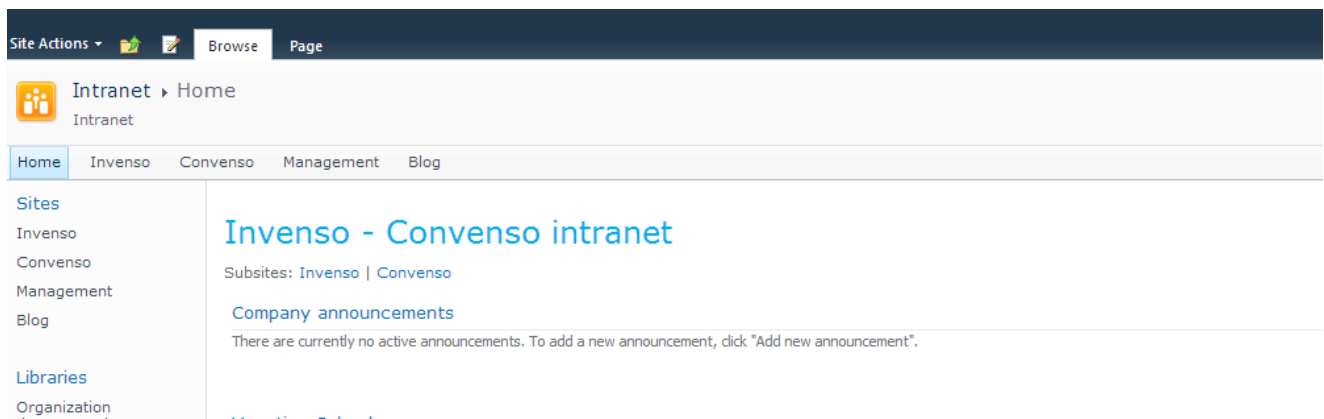 Site Actions Browse Page
Intranet Home
Intranet
Home Invenso Convenso Management Blog
Sites
Invenso
Convenso
Management
Blog
Libraries
Organization
Invenso - Convenso intranet
Subsites: Invenso | Convenso
Company announcements
There are currently no active announcements. To add a new announcement, click "Add new announcement".